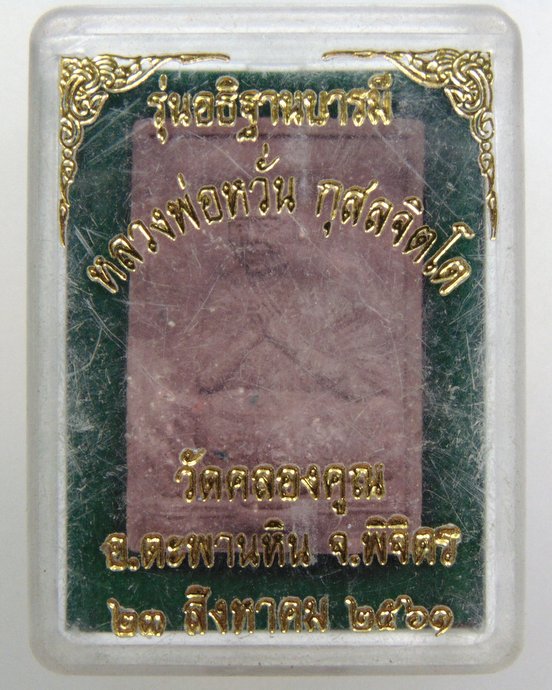 รุ่นอธิฐานบารมี
หลวงพ่อหวั่น กุสลจิตโต
วัดคลองคูณ
อ.ตะพานหิน จ.พิจิตร
๒๓ สิงหาคม ๒๕๖๑